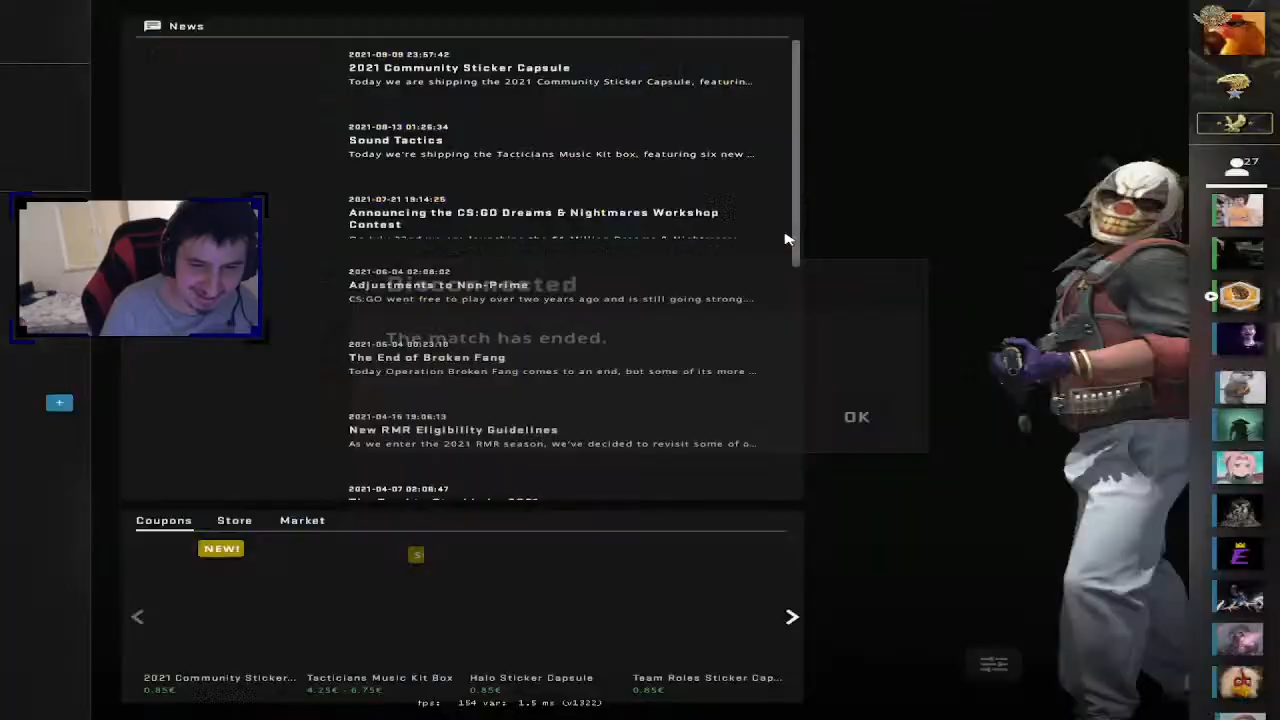 News
2021-09-09 23:57:42
2021 Community Sticker Capsule
Today we are shipping the 2021 Community Sticker Capsule, featurin...
2021-08-13 01:26:34
Sound Tactics
Today we're shipping the Tacticians Music Kit box, featuring six new ...
2021-07-21 19:14:25
Announcing the CS:GO Dreams & Nightmares Workshop
Contest
2021-06-04 02:08:02
Adjustments to Non-Prime
CS:GO went free to play over two years ago and is still going strong....
The match has ended.
The End of Broken Fang
Today Operation Broken Fang comes to an end, but some of its more ...
OK
2021-04-15 19:06:13
New RMR Eligibility Guidelines
As we enter the 2021 RMR season, we've decided to revisit some of o...
2021-04-07 02:06:47
Coupons Store Market
NEW!
S
2021 Community Sticker... Tacticians Music Kit Box Halo Sticker Capsule Team Roles Sticker Cap...
0.85€ 4.25€ - 6.75€ 0.85€ 0.85€
fps: 154 var: 1.5 ms (v1322)
27
E
+